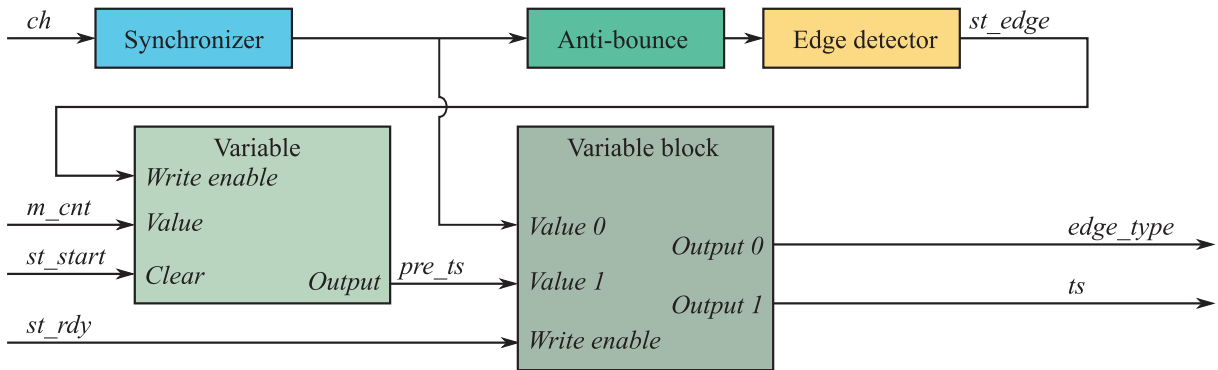 ch
st_edge
Synchronizer
Anti-bounce
Edge detector
Variable
Variable block
Write enable
m_cnt
Value
Value 0
edge_type
Output 0
st_start
Clear
Output
pre_ts
Value 1
ts
Output 1
st_rdy
Write enable